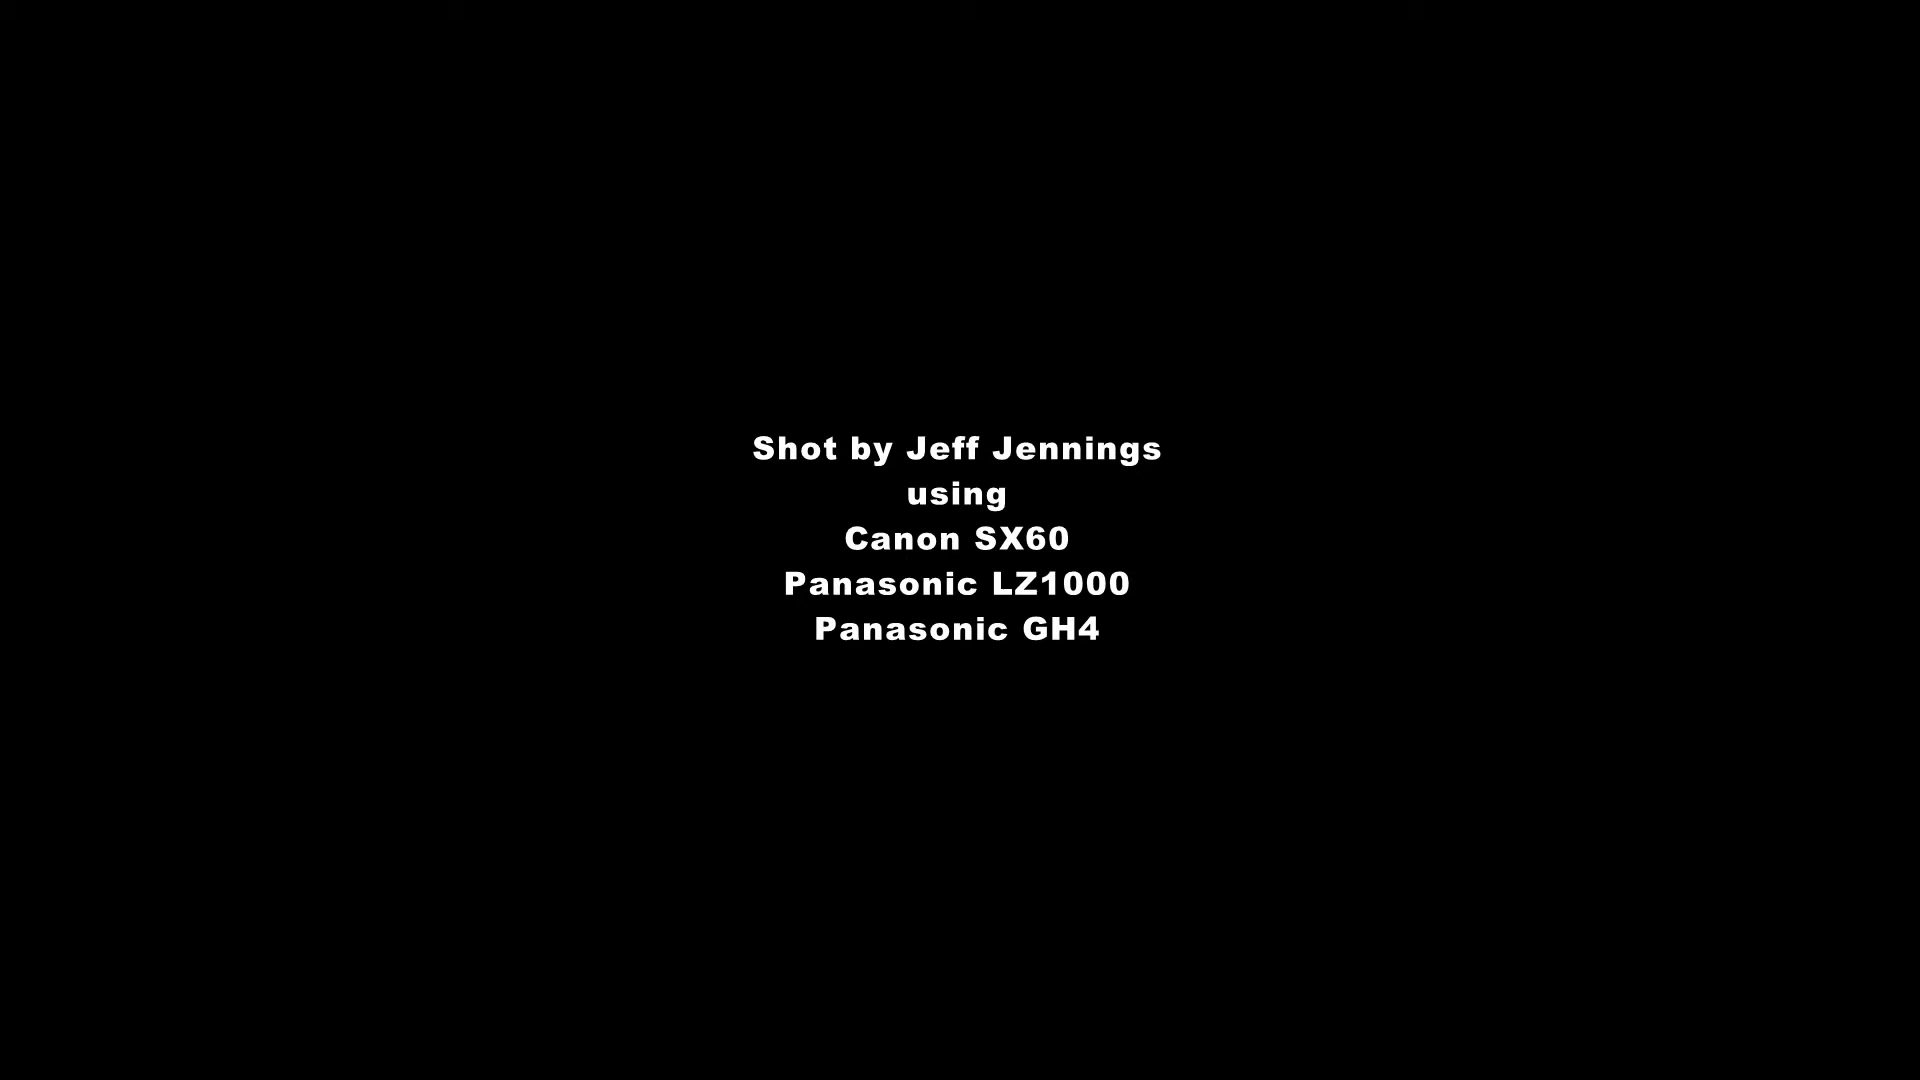 Shot by Jeff Jennings
using
Canon SX60
Panasonic LZ1000
Panasonic GH4